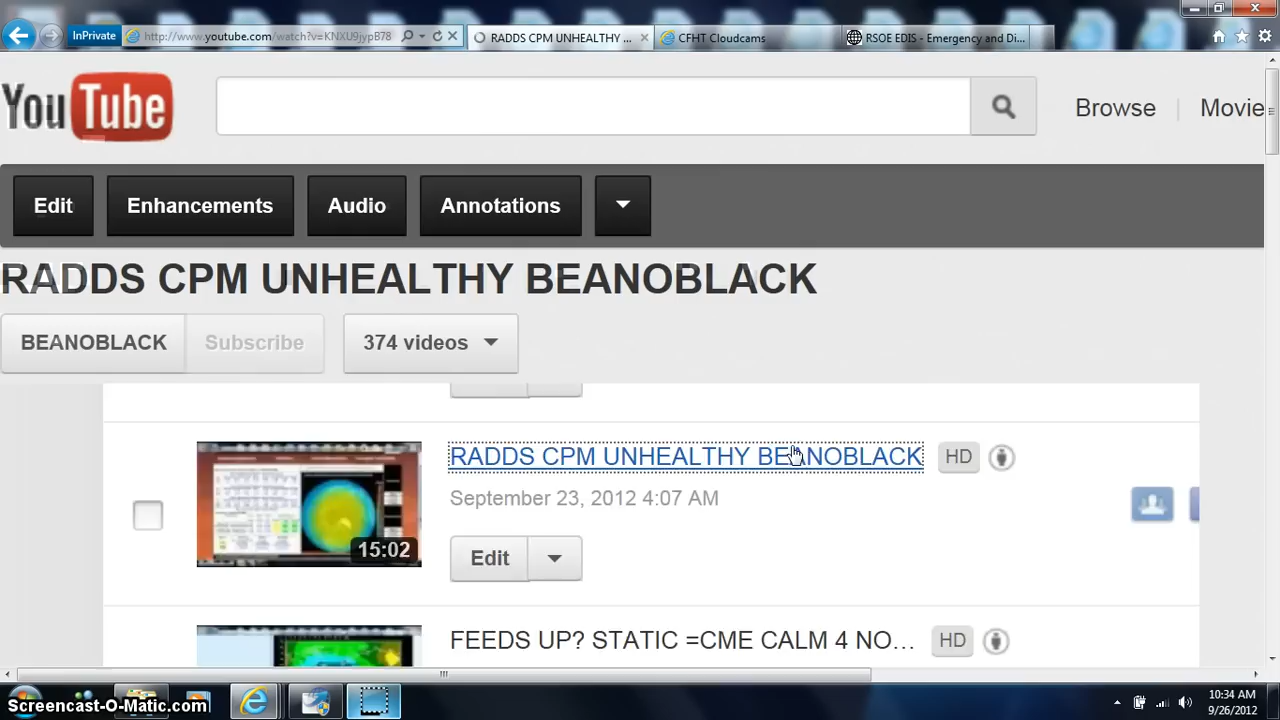 InPrivate
http://www.youtube.com/watch?v=KNXU9jypB78
RADDS CPM UNHEALTHY ...
CFHT Cloudcams
RSOE EDIS - Emergency and Di...
YouTube
Browse
Movie
Edit
Enhancements
Audio
Annotations
RADDS CPM UNHEALTHY BEANOBLACK
BEANOBLACK
Subscribe
374 videos
RADDS CPM UNHEALTHY BEANOBLACK
HD
September 23, 2012 4:07 AM
15:02
Edit
FEEDS UP? STATIC =CME CALM 4 NO...
HD
Screencast-O-Matic.com
10:34 AM
9/26/2012